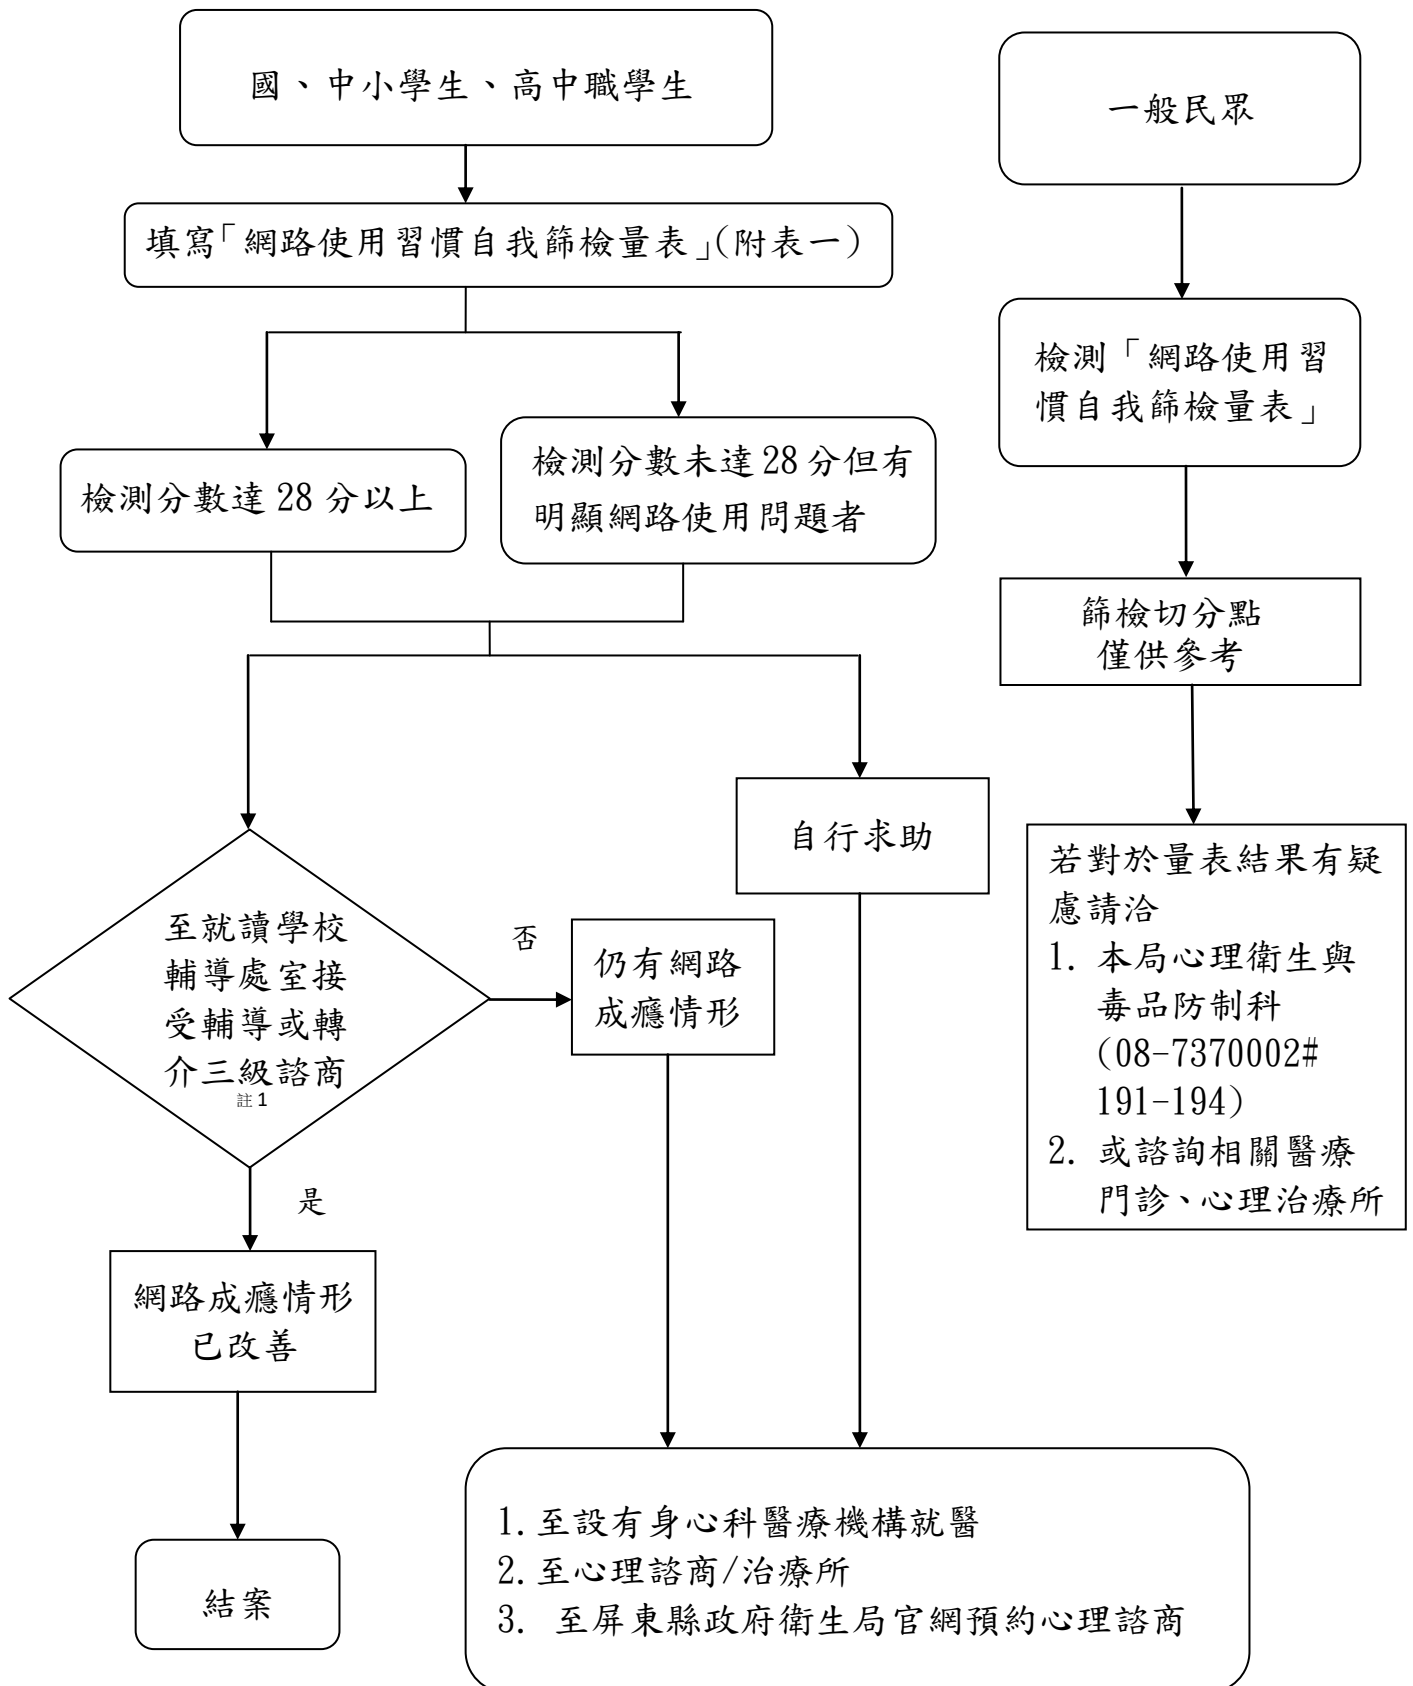 國、中小學生、高中職學生
填寫「網路使用習慣自我篩檢量表」(附表一)
檢測分數達 28 分以上
檢測分數未達 28 分但有
明顯網路使用問題者
至就讀學校
輔導處室接
受輔導或轉
介三級諮商
註 1
否
仍有網路
成癮情形
自行求助
是
網路成癮情形
已改善
結案
1. 至設有身心科醫療機構就醫
2. 至心理諮商/治療所
3. 至屏東縣政府衛生局官網預約心理諮商
一般民眾
檢測「網路使用習
慣自我篩檢量表」
篩檢切分點
僅供參考
若對於量表結果有疑
慮請洽
1. 本局心理衛生與
毒品防制科
(08-7370002#
191-194)
2. 或諮詢相關醫療
門診、心理治療所